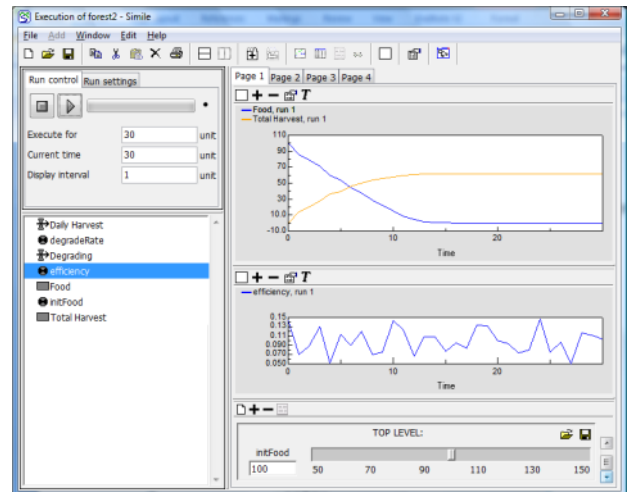 Execution of forest2 - Simile
File Add Window Edit Help
Run control Run settings
Execute for 30 unit
Current time 30 unit
Display interval 1 unit
Daily Harvest
degradeRate
Degrading
efficiency
Food
initFood
Total Harvest
Page 1 Page 2 Page 3 Page 4
T
Food, run 1
Total Harvest, run 1
110
90
70
50
30
10.0
-10.0
0 10 20
Time
T
efficiency, run 1
0.15
0.13
0.11
0.090
0.070
0.050
0 10 20
Time
TOP LEVEL:
initFood
100 50 70 90 110 130 150